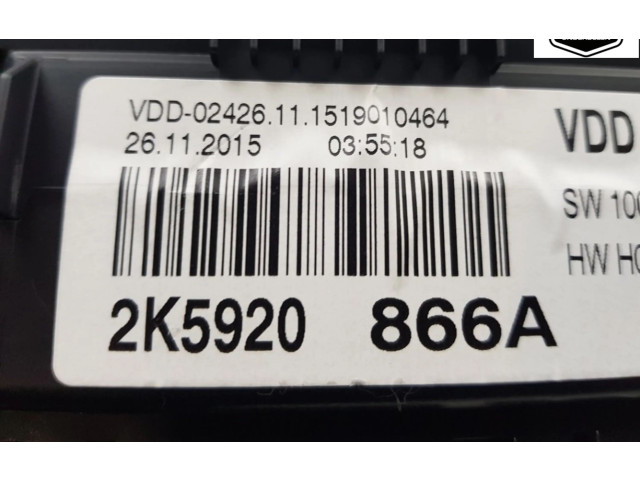 VDD-02426.11.1519010464
26.11.2015 03:55:18
VDD
SW 10
HW H
2K5920 866A